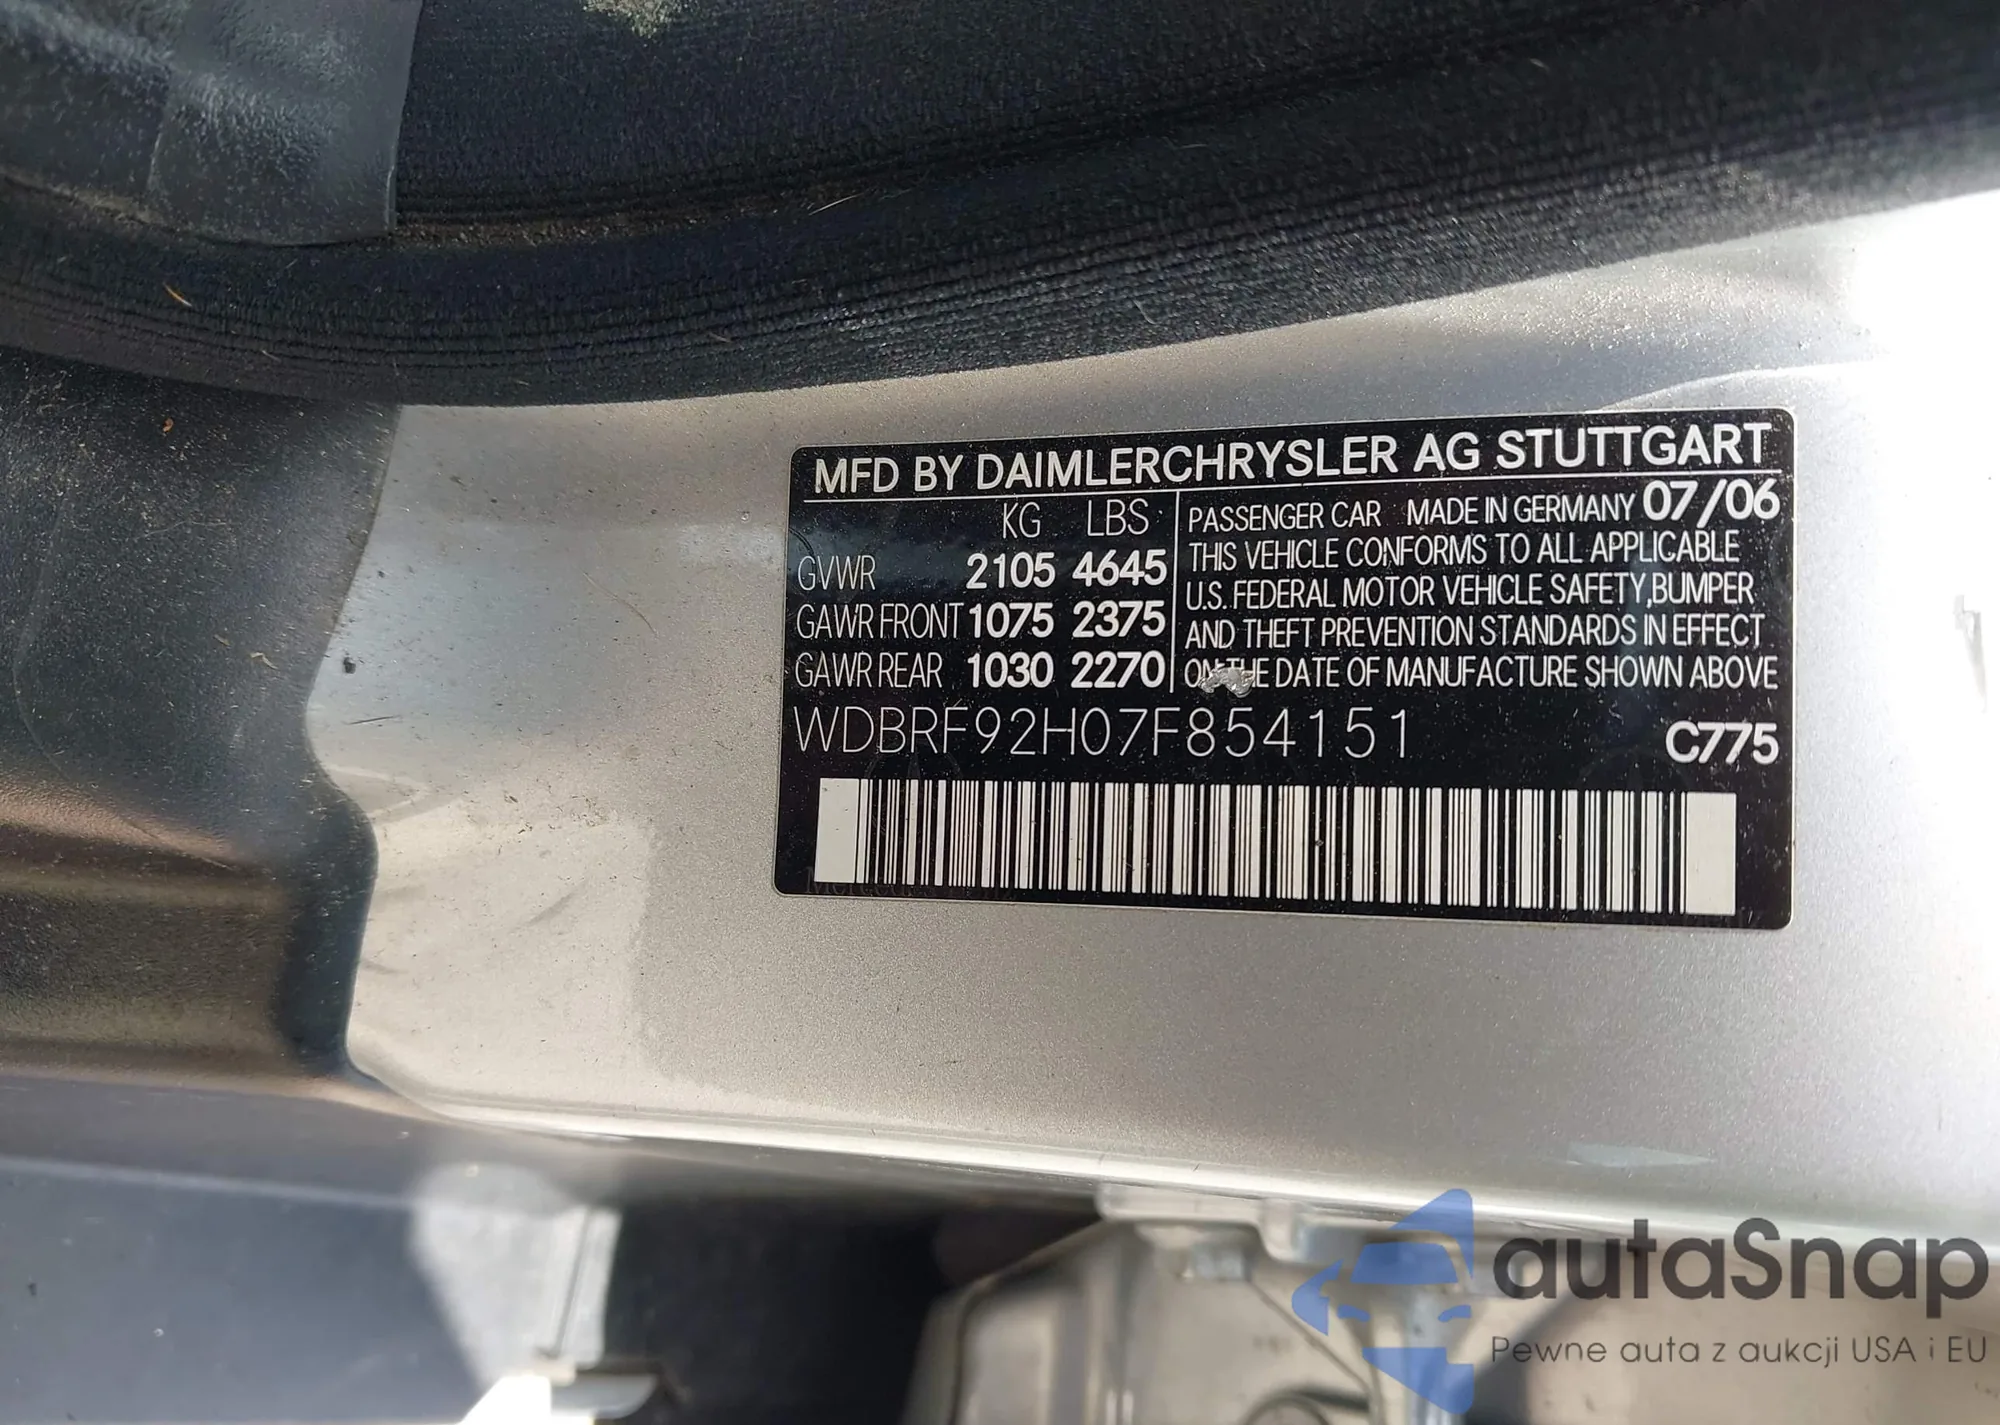 MFD BY DAIMLERCHRYSLER AG STUTTGART
KG LBS
GVWR 2105 4645
GAWR FRONT 1075 2375
GAWR REAR 1030 2270
PASSENGER CAR MADE IN GERMANY 07/06
THIS VEHICLE CONFORMS TO ALL APPLICABLE
U.S. FEDERAL MOTOR VEHICLE SAFETY, BUMPER
AND THEFT PREVENTION STANDARDS IN EFFECT
ON THE DATE OF MANUFACTURE SHOWN ABOVE
WDBRF92H07F854151 C775
autaSnap
Pewne auta z aukcji USA i EU